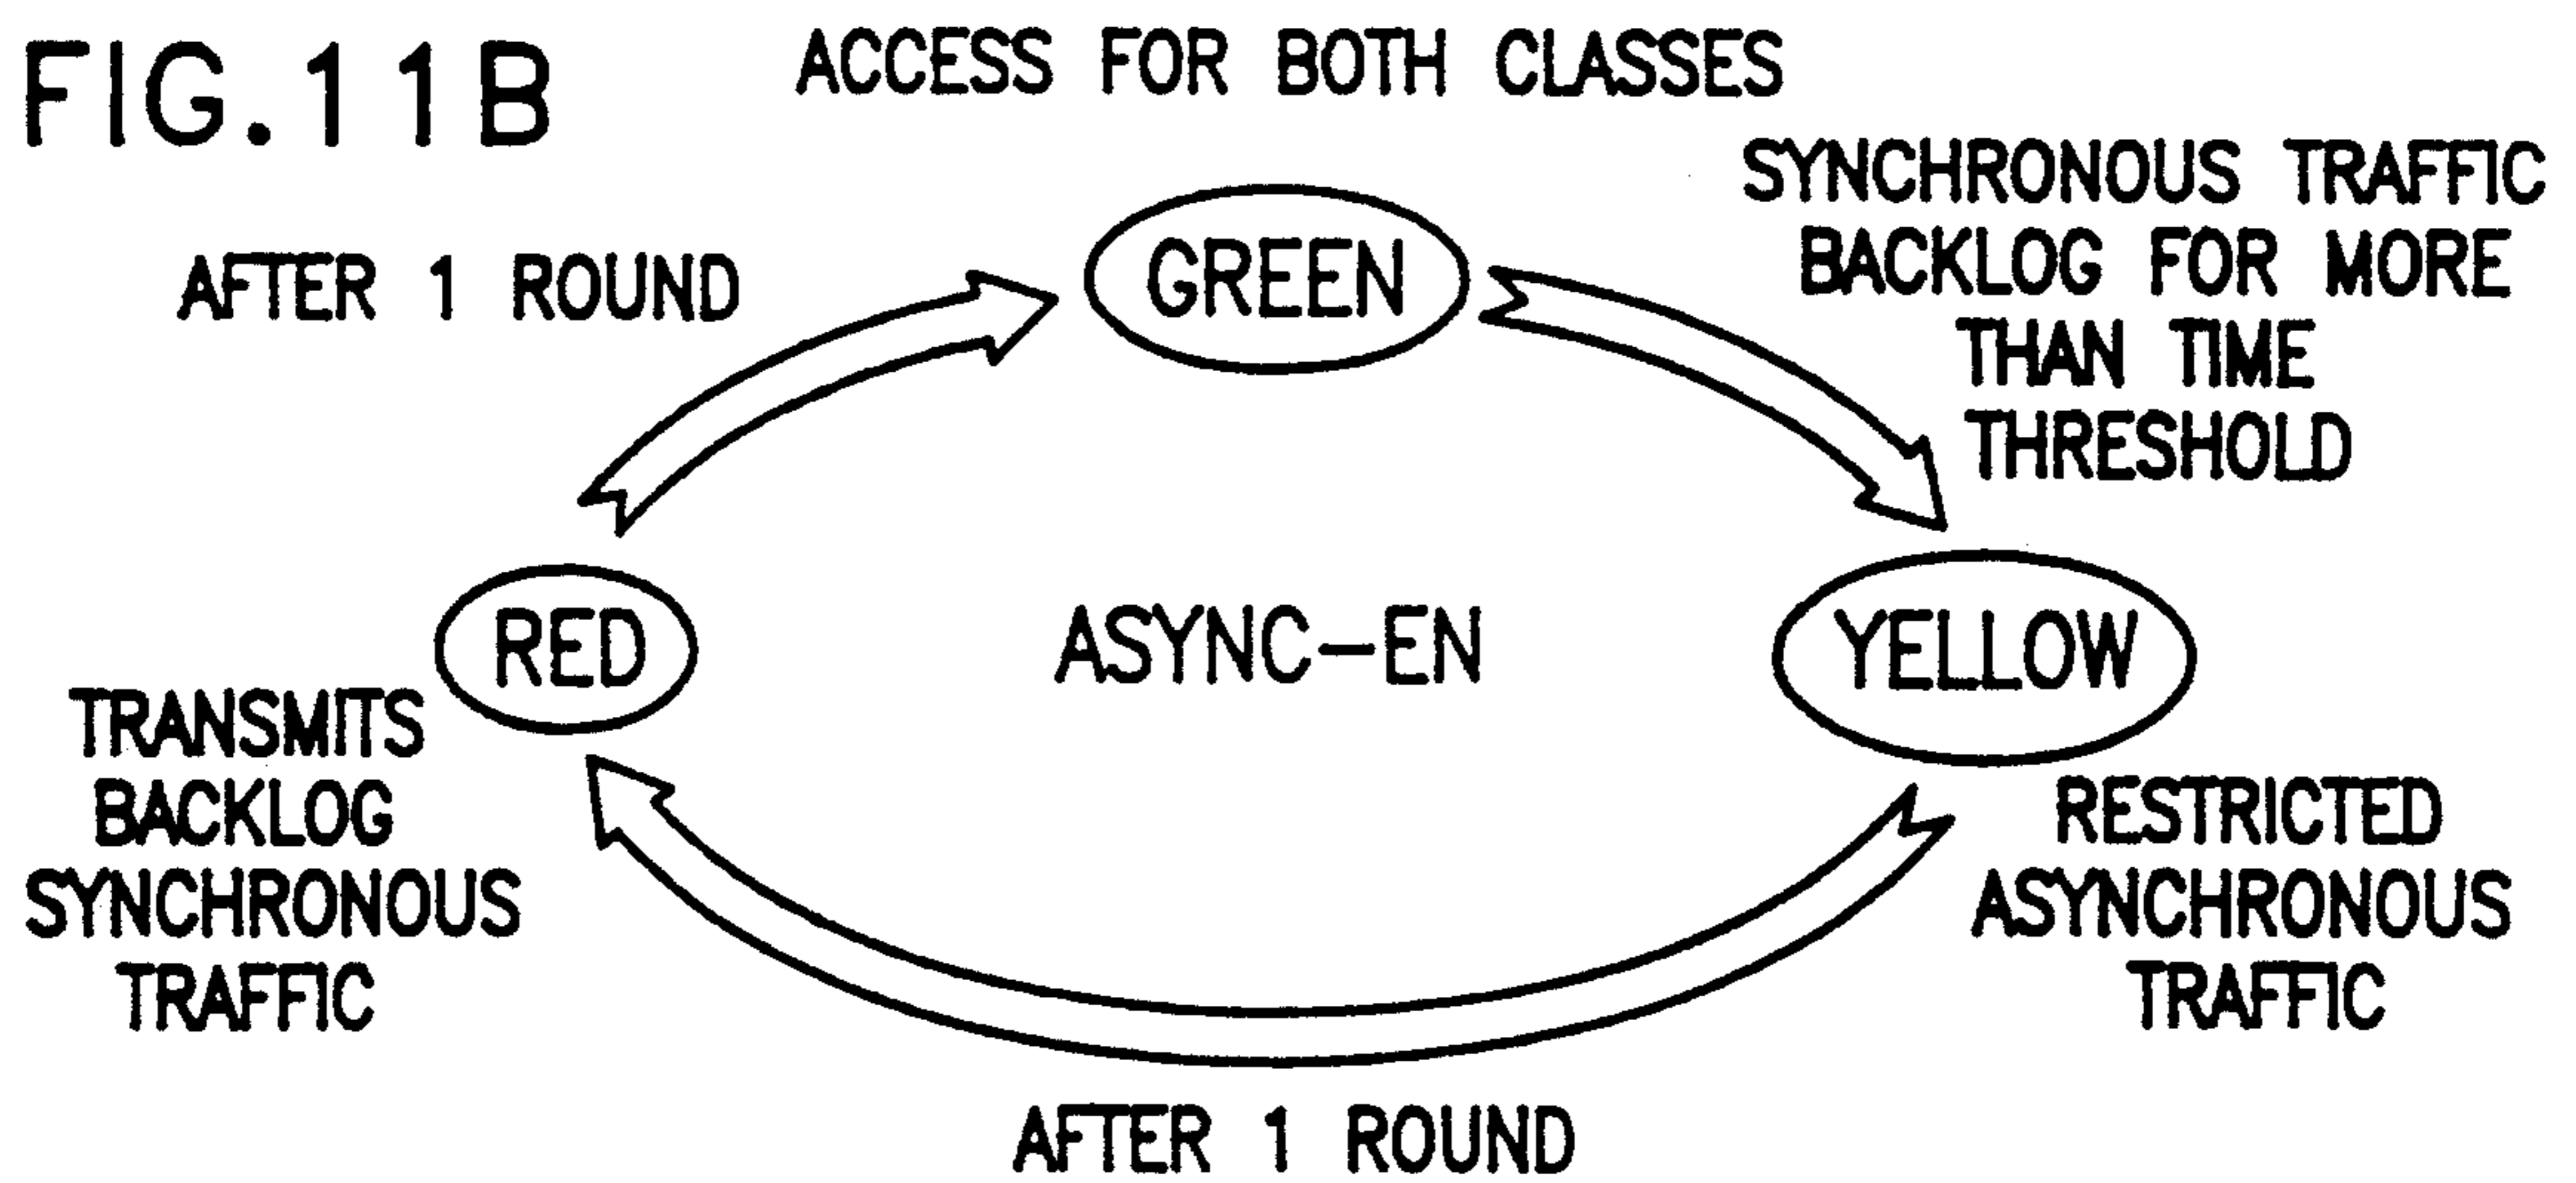 FIG.11B
ACCESS FOR BOTH CLASSES
SYNCHRONOUS TRAFFIC
BACKLOG FOR MORE
THAN TIME
THRESHOLD
AFTER 1 ROUND
GREEN
RED
ASYNC-EN
YELLOW
TRANSMITS
BACKLOG
SYNCHRONOUS
TRAFFIC
RESTRICTED
ASYNCHRONOUS
TRAFFIC
AFTER 1 ROUND